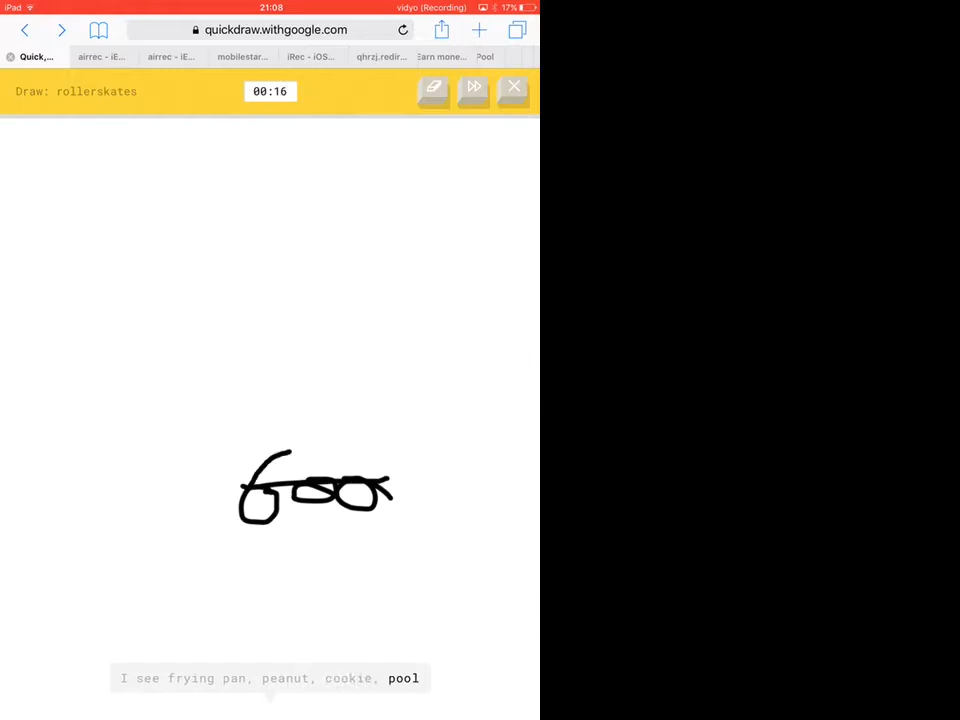 iPad 21:08 vidyo (Recording) 17%
quickdraw.withgoogle.com
Quick,... airrec - iE... airrec - iE... mobilestar... iRec - iOS... qhrzj.redir... Earn mone... Pool
Draw: rollerskates 00:16
I see frying pan, peanut, cookie, pool